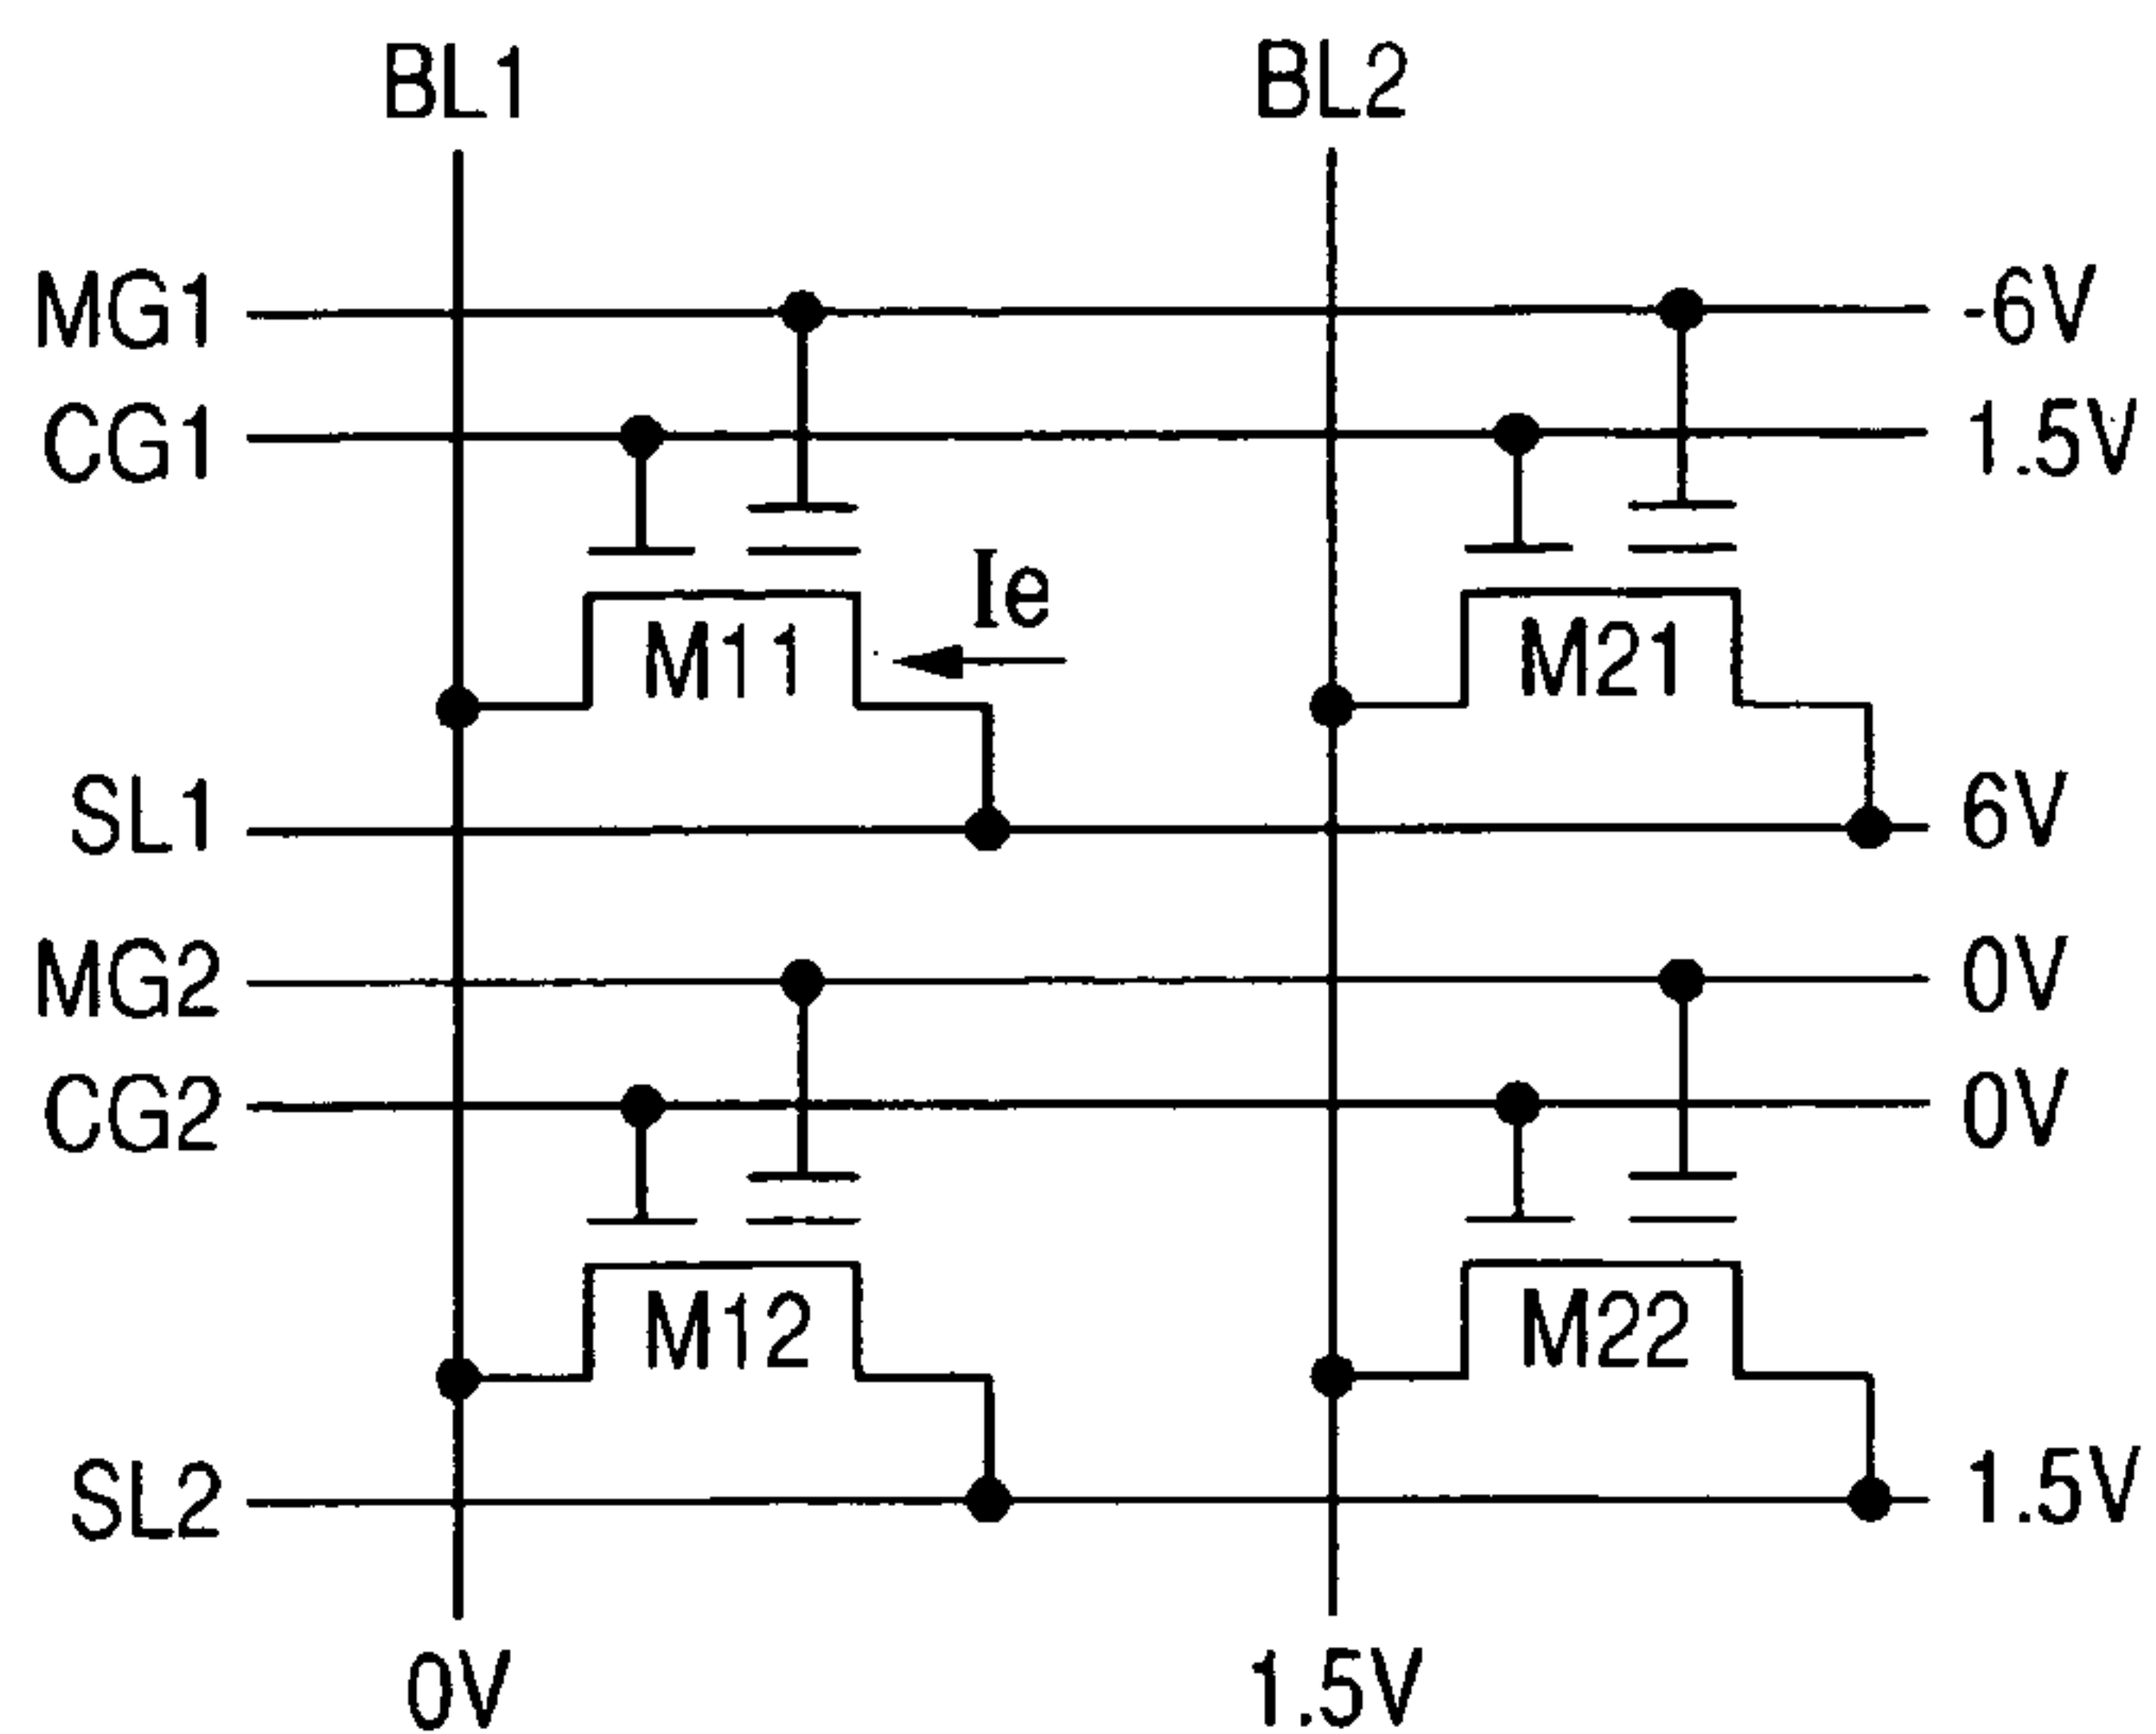 BL1 BL2
MG1 -6V
CG1 1.5V
Ie
M11 M21
SL1 6V
MG2 0V
CG2 0V
M12 M22
SL2 1.5V
0V 1.5V